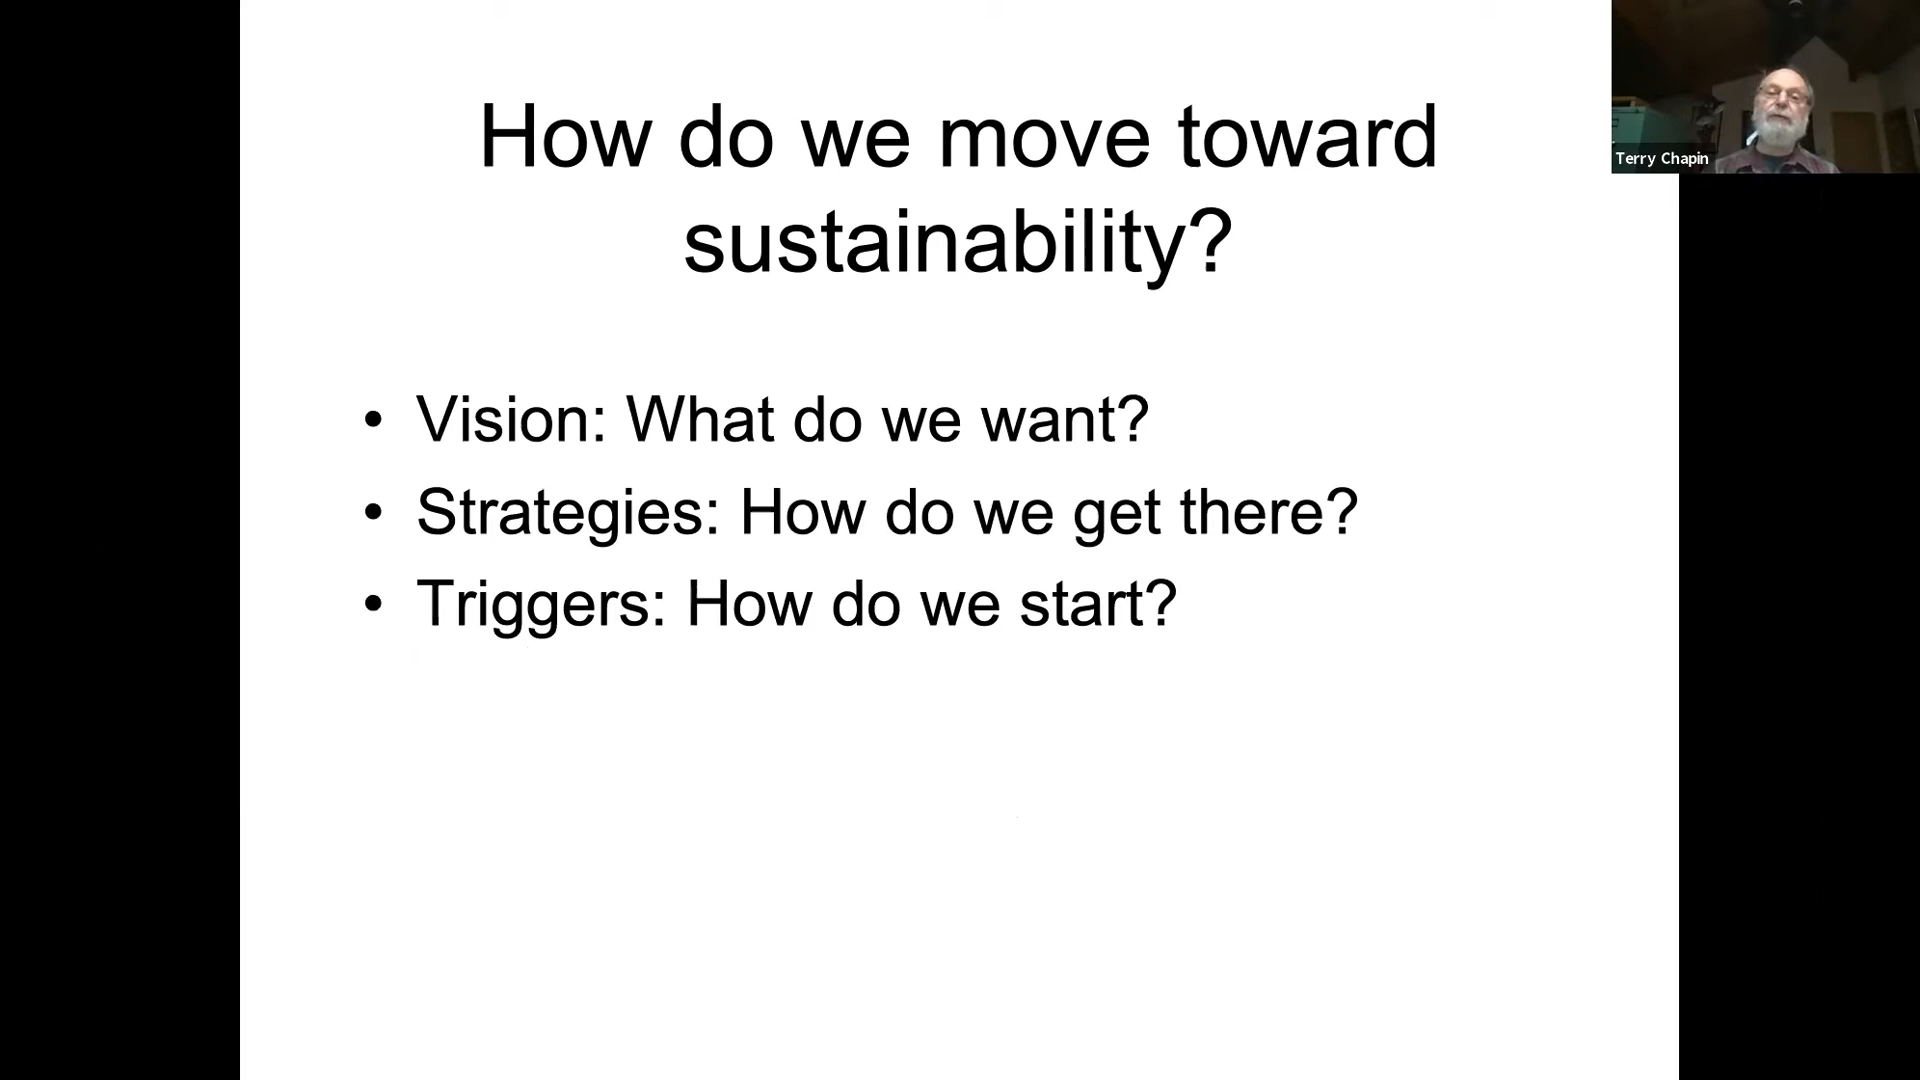 How do we move toward
sustainability?
• Vision: What do we want?
• Strategies: How do we get there?
• Triggers: How do we start?
Terry Chapin